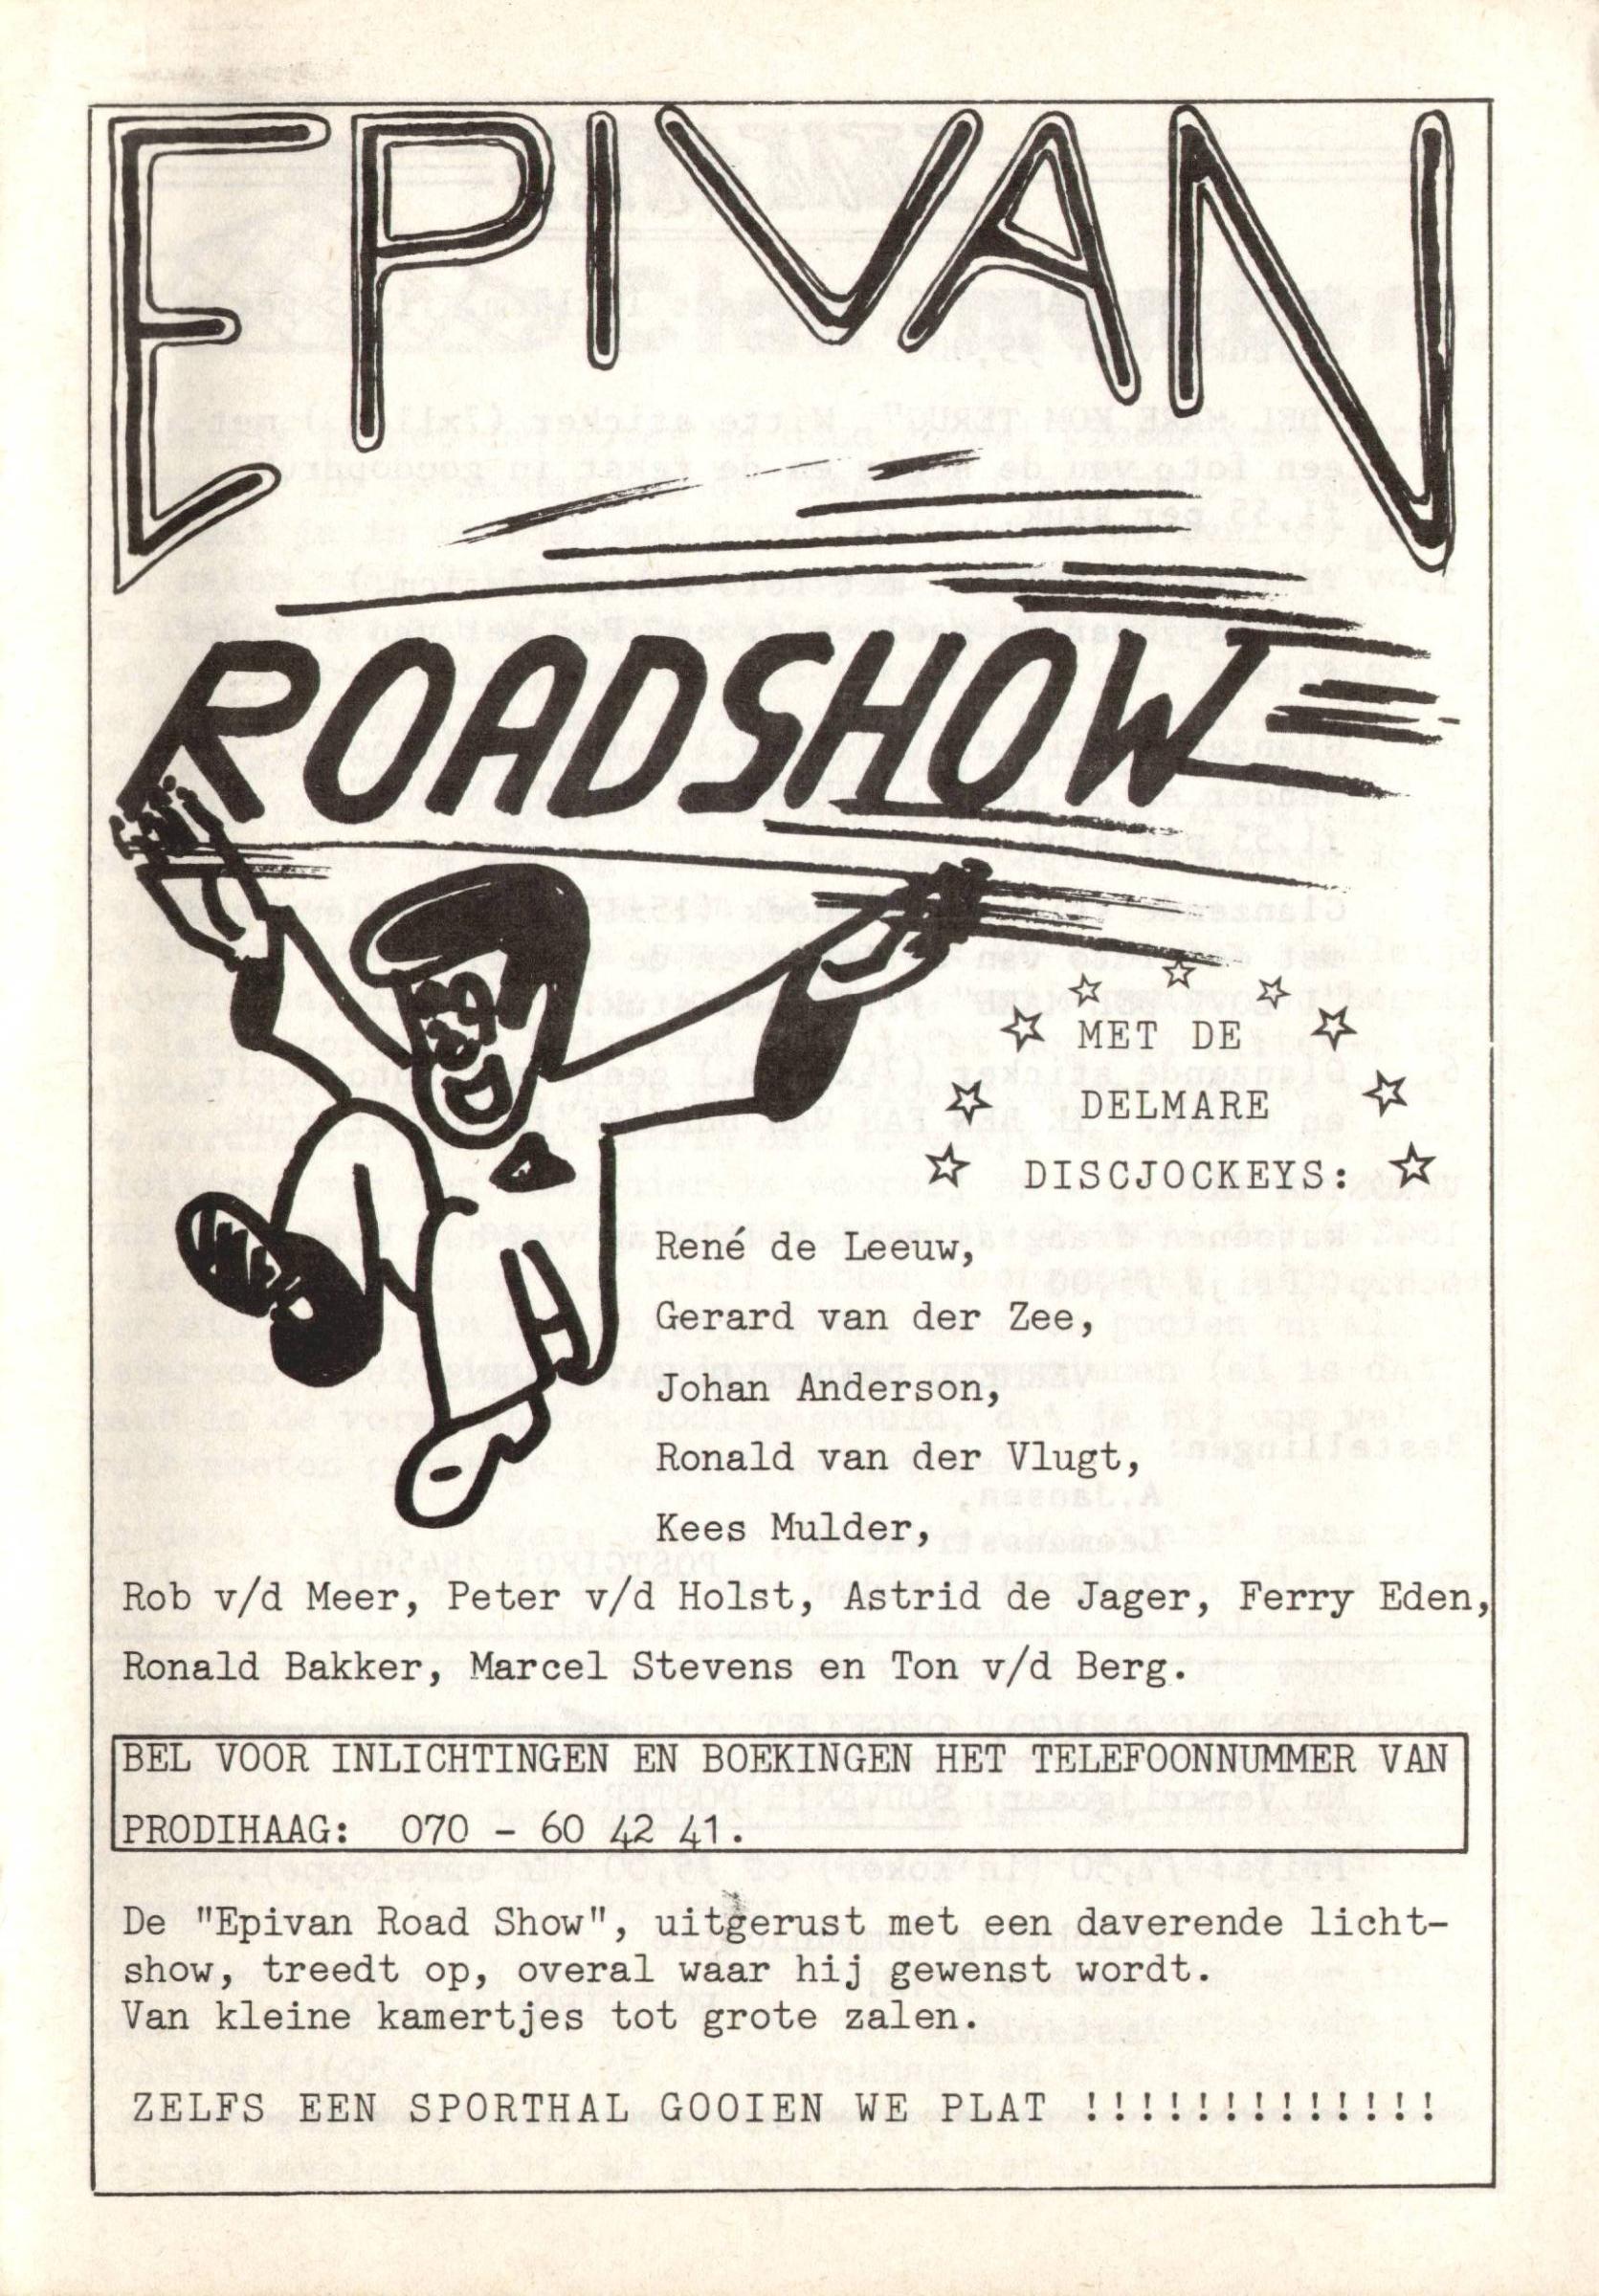 EPIVAN
ROADSHOW
MET DE
DELMARE
DISCJOCKEYS:
René de Leeuw,
Gerard van der Zee,
Johan Anderson,
Ronald van der Vlugt,
Kees Mulder,
Rob v/d Meer, Peter v/d Holst, Astrid de Jager, Ferry Eden,
Ronald Bakker, Marcel Stevens en Ton v/d Berg.
BEL VOOR INLICHTINGEN EN BOEKINGEN HET TELEFOONNUMMER VAN
PRODIHAAG: 070 - 60 42 41.
De "Epivan Road Show", uitgerust met een daverende licht-
show, treedt op, overal waar hij gewenst wordt.
Van kleine kamertjes tot grote zalen.
ZELFS EEN SPORTHAL GOOIEN WE PLAT !!!!!!!!!!!!!